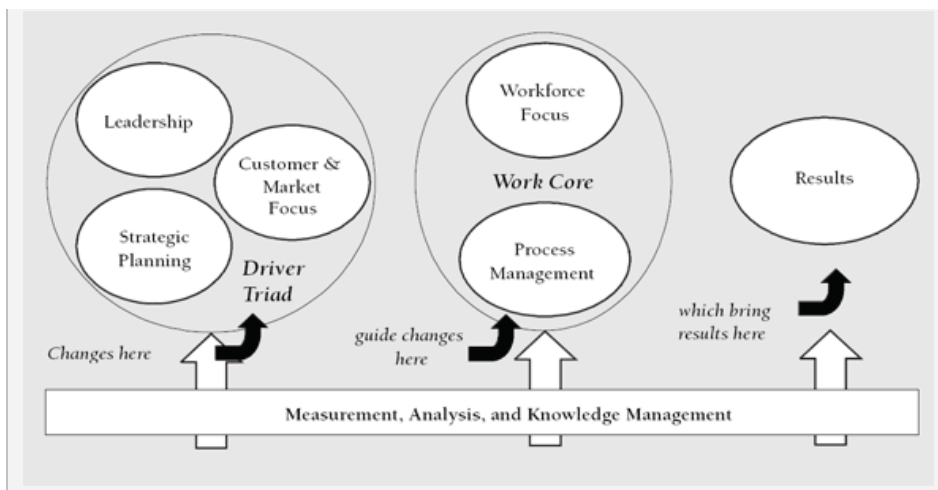 Leadership
Customer &
Market
Focus
Strategic
Planning
Driver
Triad
Changes here
Workforce
Focus
Work Core
Process
Management
guide changes
here
Results
which bring
results here
Measurement, Analysis, and Knowledge Management